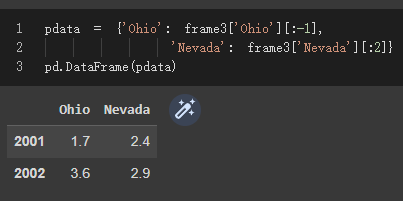 1 pdata = {'Ohio': frame3['Ohio'][:-1],
2 'Nevada': frame3['Nevada'][:2]}
3 pd.DataFrame(pdata)
Ohio Nevada
2001 1.7 2.4
2002 3.6 2.9